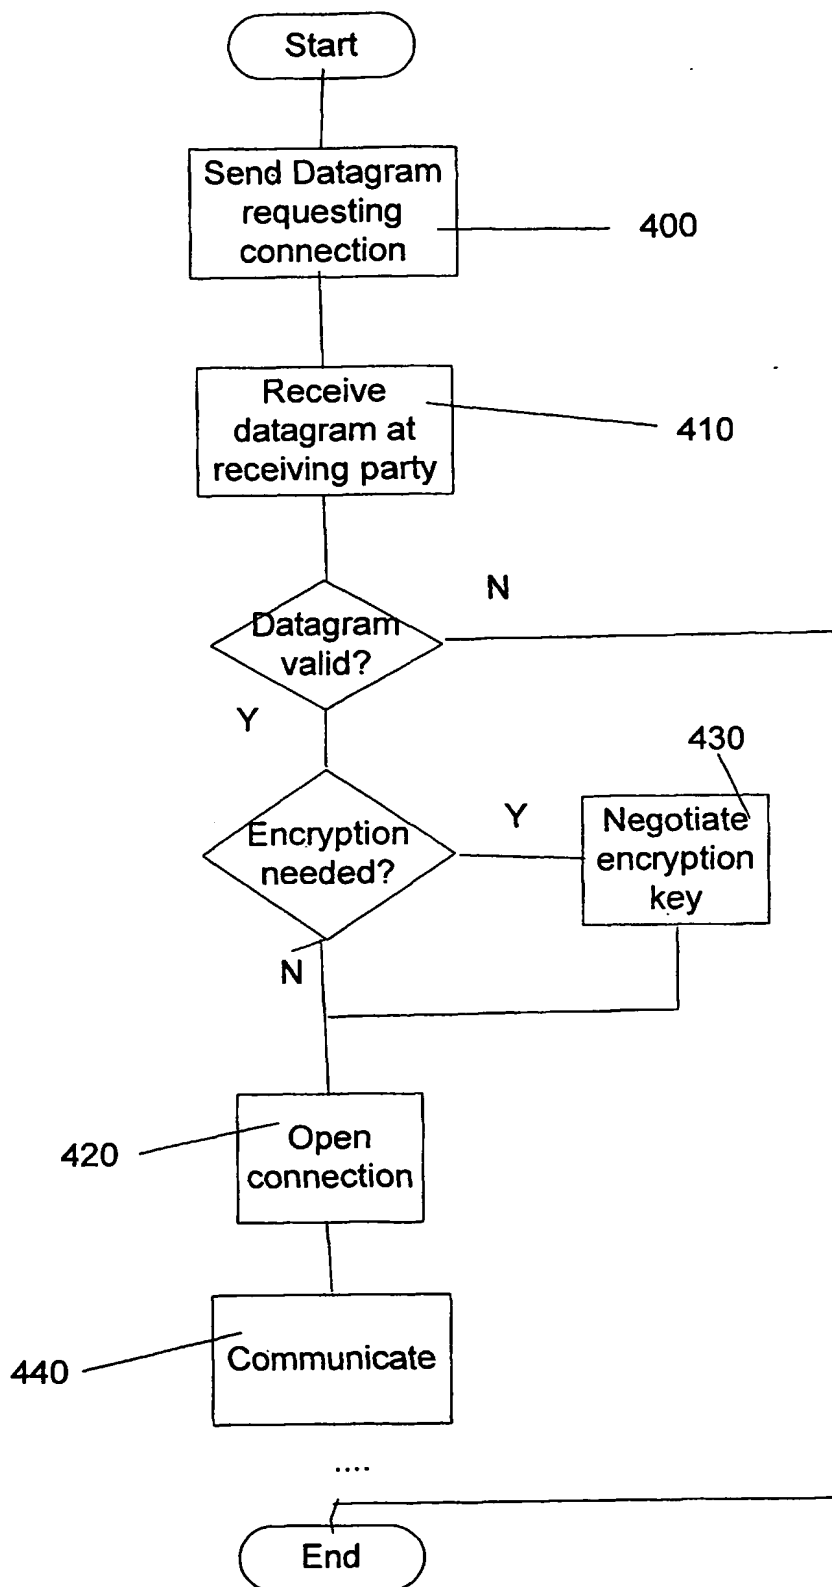 Start
Send Datagram
requesting
connection
400
Receive
datagram at
receiving party
410
Datagram
valid?
N
Y
430
Encryption
needed?
Y
Negotiate
encryption
key
N
420
Open
connection
440
Communicate
....
End